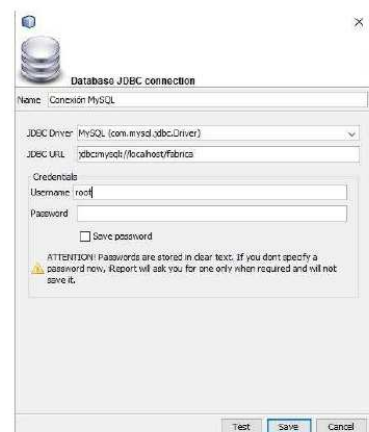 Database JDBC connection
Name Conexión MySQL
JDBC Driver MySQL (com.mysql.jdbc.Driver)
JDBC URL jdbc:mysql://localhost/fabrica
Credentials
Username root
Password
Save password
ATTENTION! Passwords are stored in clear text. If you dont specify a
password now, iReport will ask you for one only when required and will not
save it.
Test Save Cancel